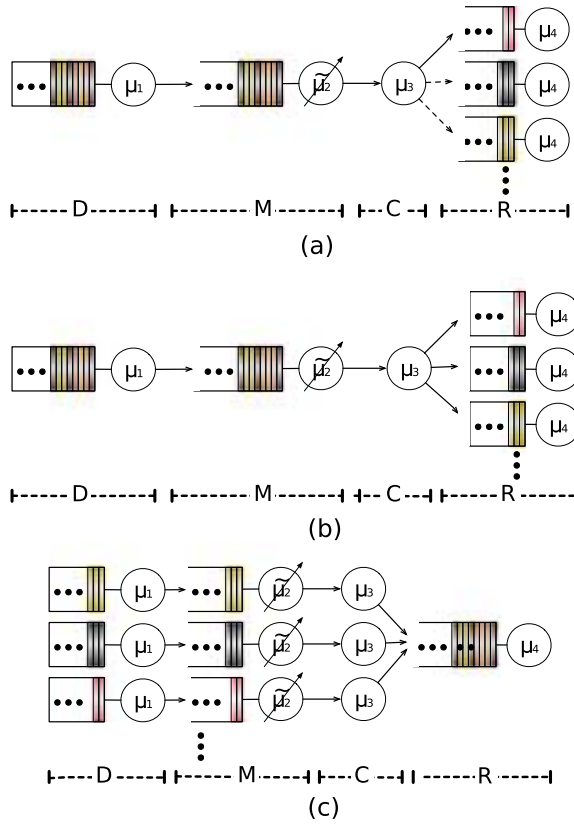 μ₄
μ₁ μ̃₂ μ₃ μ₄
μ₄
D M C R
(a)
μ₄
μ₁ μ̃₂ μ₃ μ₄
μ₄
D M C R
(b)
μ₁ μ̃₂ μ₃
μ₁ μ̃₂ μ₃ μ₄
μ₁ μ̃₂ μ₃
D M C R
(c)